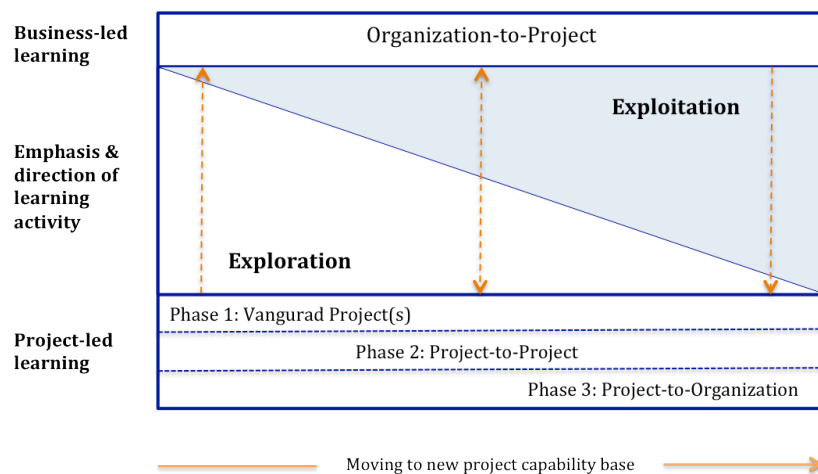 Business-led
learning
Organization-to-Project
Exploitation
Emphasis &
direction of
learning
activity
Exploration
Phase 1: Vangurad Project(s)
Project-led
learning
Phase 2: Project-to-Project
Phase 3: Project-to-Organization
Moving to new project capability base